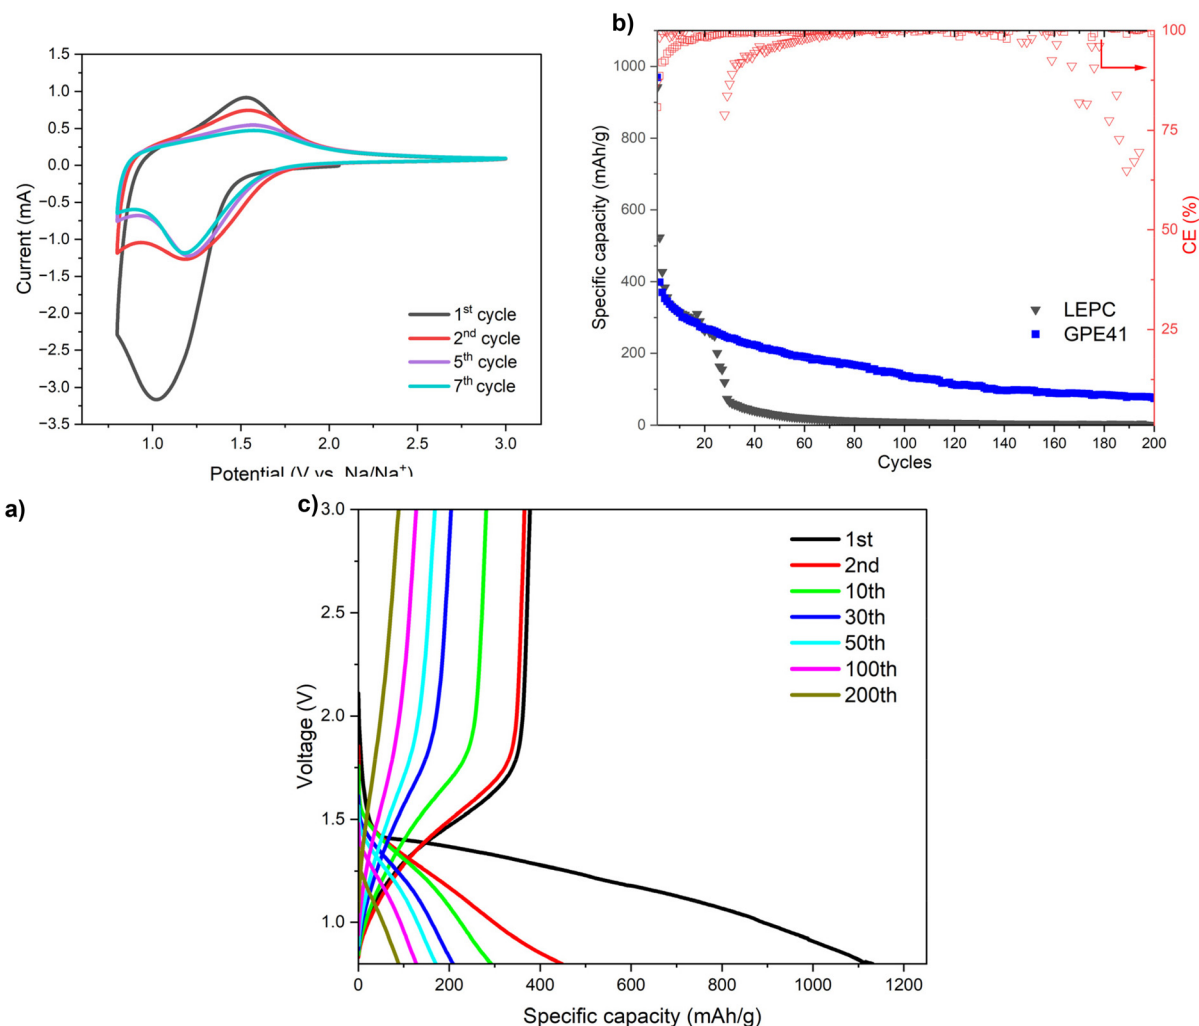 b)
1.5
1.0
0.5
0.0
−0.5
−1.0
−1.5
−2.0
−2.5
−3.0
−3.5
Current (mA)
1st cycle
2nd cycle
5th cycle
7th cycle
1.0 1.5 2.0 2.5 3.0
Potential (V vs. Na/Na+)
1000
800
600
400
200
0
Specific capacity (mAh/g)
100
75
50
25
CE (%)
LEPC
GPE41
20 40 60 80 100 120 140 160 180 200
Cycles
a)
c)
3.0
2.5
2.0
1.5
1.0
Voltage (V)
1st
2nd
10th
30th
50th
100th
200th
0 200 400 600 800 1000 1200
Specific capacity (mAh/g)